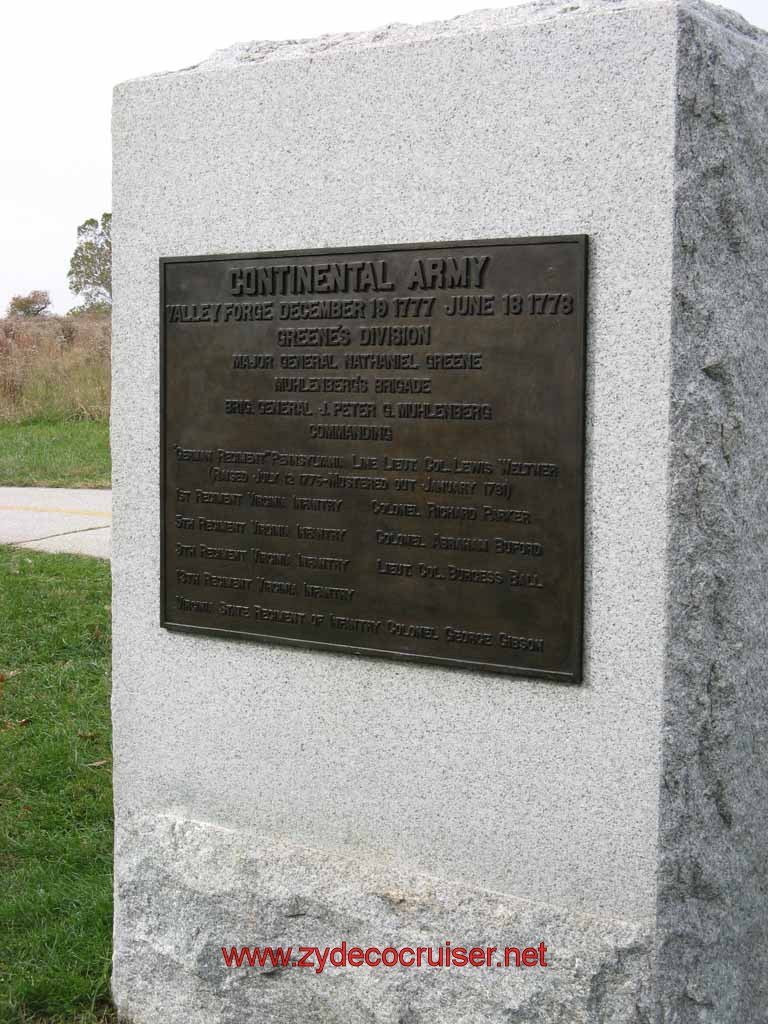 CONTINENTAL ARMY
VALLEY FORGE DECEMBER 19 1777 JUNE 18 1778
GREENE'S DIVISION
MAJOR GENERAL NATHANIEL GREENE
MUHLENBERG'S BRIGADE
BRIG. GENERAL J. PETER G. MUHLENBERG
COMMANDING
"GERMAN REGIMENT" PENNSYLVANIA LINE LIEUT. COL. LEWIS WELTNER
(RAISED JULY 12 1776-MUSTERED OUT JANUARY 1781)
1ST REGIMENT VIRGINIA INFANTRY COLONEL RICHARD PARKER
5TH REGIMENT VIRGINIA INFANTRY COLONEL ABRAHAM BUFORD
9TH REGIMENT VIRGINIA INFANTRY LIEUT. COL. BURGESS BALL
13TH REGIMENT VIRGINIA INFANTRY
VIRGINIA STATE REGIMENT OF INFANTRY COLONEL GEORGE GIBSON
www.zydecocruiser.net